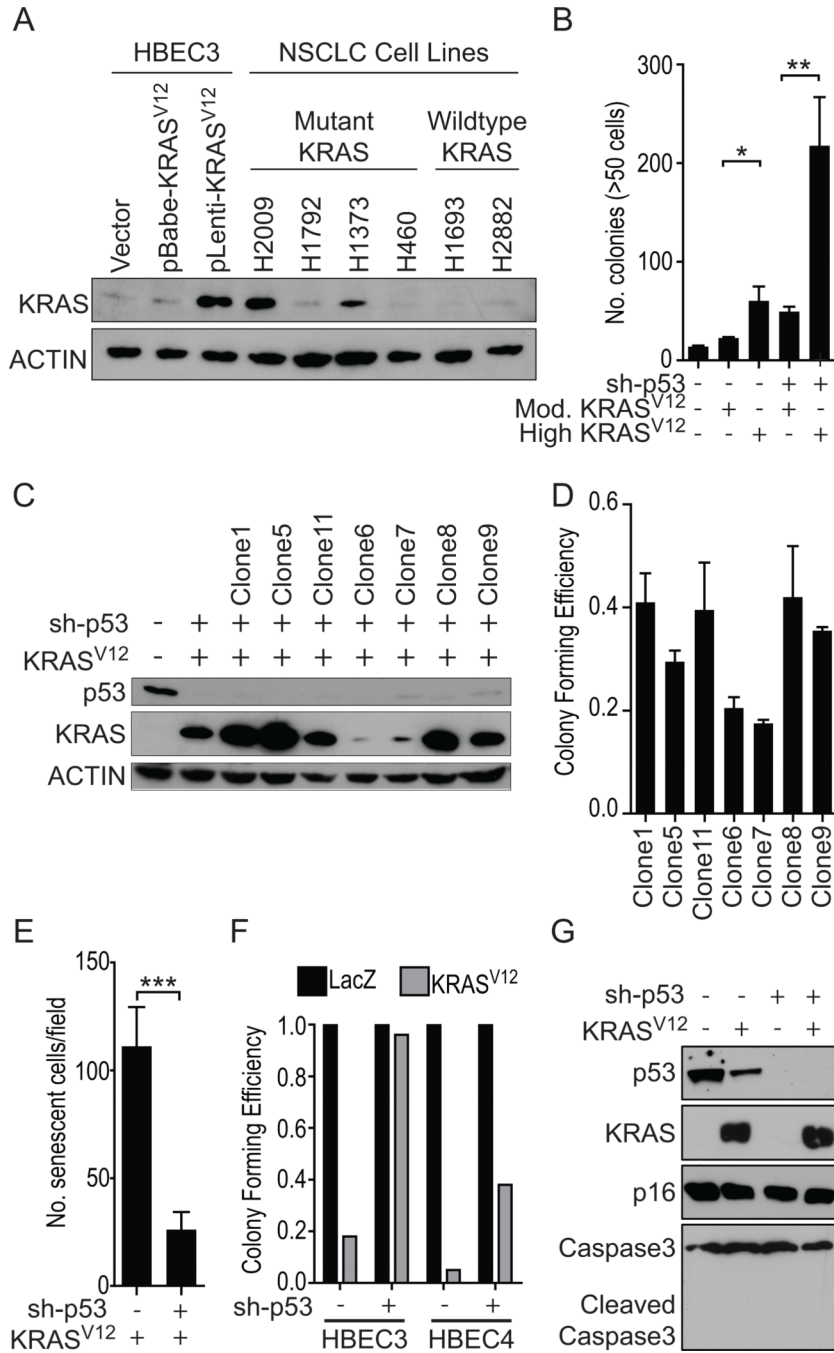 A
HBEC3 NSCLC Cell Lines
Mutant KRAS
Wildtype KRAS
Vector
pBabe-KRASV12
pLenti-KRASV12
H2009
H1792
H1373
H460
H1693
H2882
KRAS
ACTIN
B
No. colonies (>50 cells)
300
200
100
0
*
**
sh-p53 - - - + +
Mod. KRASV12 - + - + -
High KRASV12 - - + - +
C
Clone1
Clone5
Clone11
Clone6
Clone7
Clone8
Clone9
sh-p53 - + + + + + + + +
KRASV12 - + + + + + + + +
p53
KRAS
ACTIN
D
Colony Forming Efficiency
0.6
0.4
0.2
0.0
Clone1
Clone5
Clone11
Clone6
Clone7
Clone8
Clone9
E
No. senescent cells/field
150
100
50
0
***
sh-p53 - +
KRASV12 + +
F
LacZ KRASV12
Colony Forming Efficiency
1.0
0.8
0.6
0.4
0.2
0.0
sh-p53 - + - +
HBEC3 HBEC4
G
sh-p53 - - + +
KRASV12 - + - +
p53
KRAS
p16
Caspase3
Cleaved
Caspase3